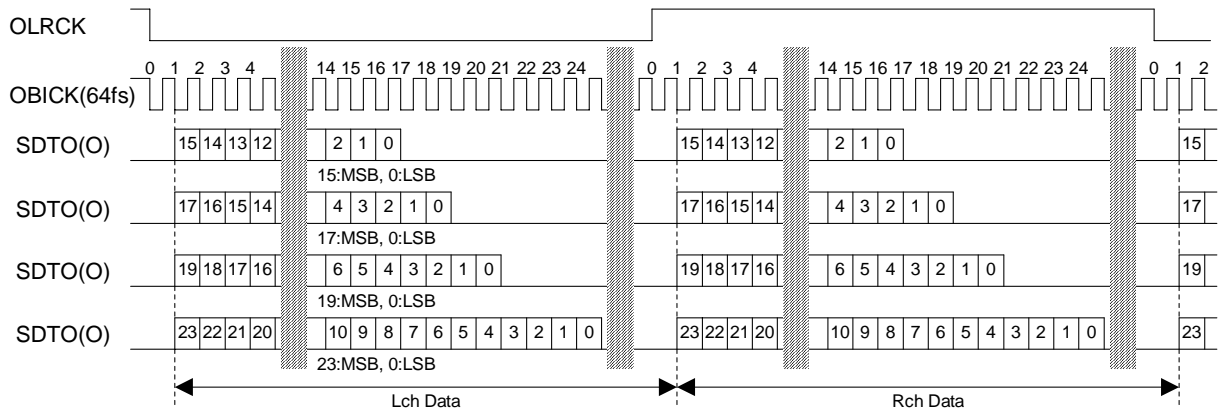 OLRCK
0 1 2 3 4 14 15 16 17 18 19 20 21 22 23 24 0 1 2 3 4 14 15 16 17 18 19 20 21 22 23 24 0 1 2
OBICK(64fs)
SDTO(O) 15 14 13 12 2 1 0 15 14 13 12 2 1 0 15
15:MSB, 0:LSB
SDTO(O) 17 16 15 14 4 3 2 1 0 17 16 15 14 4 3 2 1 0 17
17:MSB, 0:LSB
SDTO(O) 19 18 17 16 6 5 4 3 2 1 0 19 18 17 16 6 5 4 3 2 1 0 19
19:MSB, 0:LSB
SDTO(O) 23 22 21 20 10 9 8 7 6 5 4 3 2 1 0 23 22 21 20 10 9 8 7 6 5 4 3 2 1 0 23
23:MSB, 0:LSB
Lch Data Rch Data